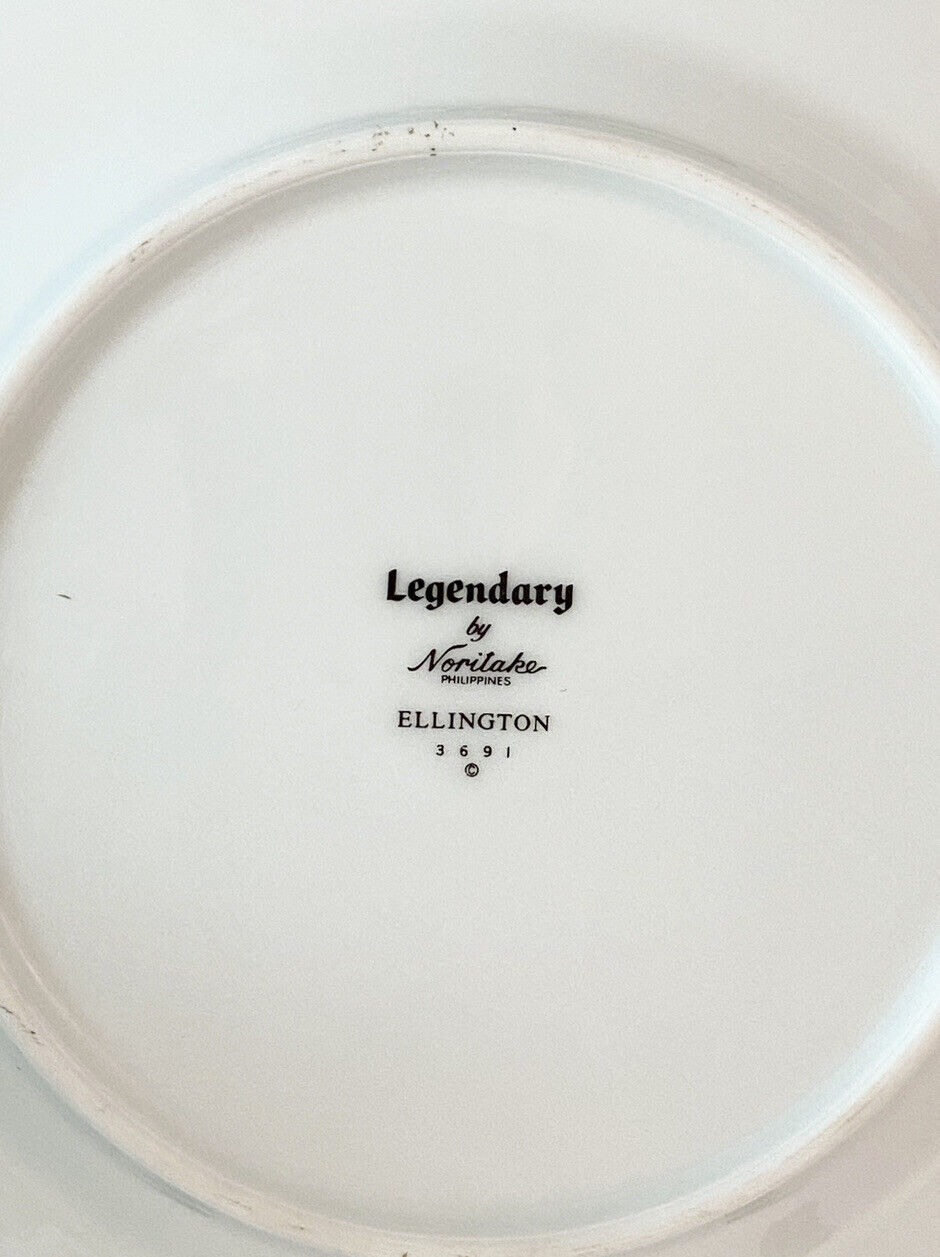 Legendary
by
Noritake
PHILIPPINES
ELLINGTON
3691
©